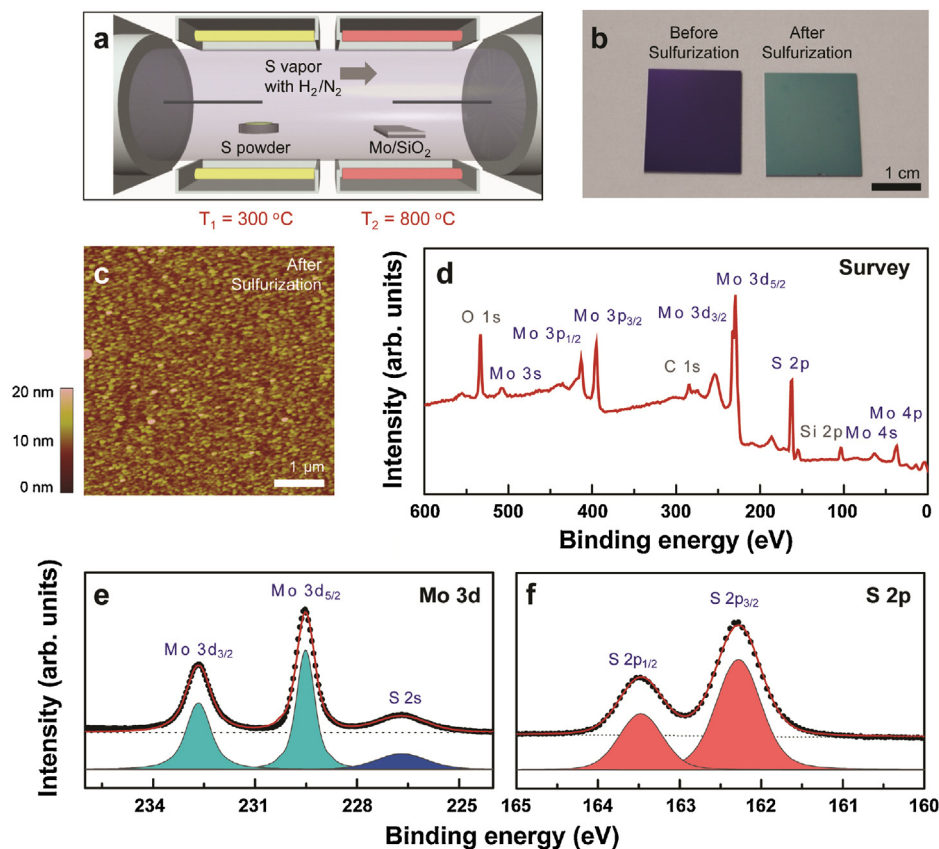 a
S vapor
with H₂/N₂
S powder
Mo/SiO₂
T₁ = 300 °C
T₂ = 800 °C
b
Before
Sulfurization
After
Sulfurization
1 cm
c
After
Sulfurization
20 nm
10 nm
0 nm
1 µm
d
Survey
Intensity (arb. units)
O 1s
Mo 3s
Mo 3p₁/₂
Mo 3p₃/₂
C 1s
Mo 3d₃/₂
Mo 3d₅/₂
S 2p
Si 2p
Mo 4s
Mo 4p
600 500 400 300 200 100 0
Binding energy (eV)
e
Mo 3d
Intensity (arb. units)
Mo 3d₃/₂
Mo 3d₅/₂
S 2s
234 231 228 224
f
S 2p
S 2p₁/₂
S 2p₃/₂
165 164 163 162 161 160
Binding energy (eV)